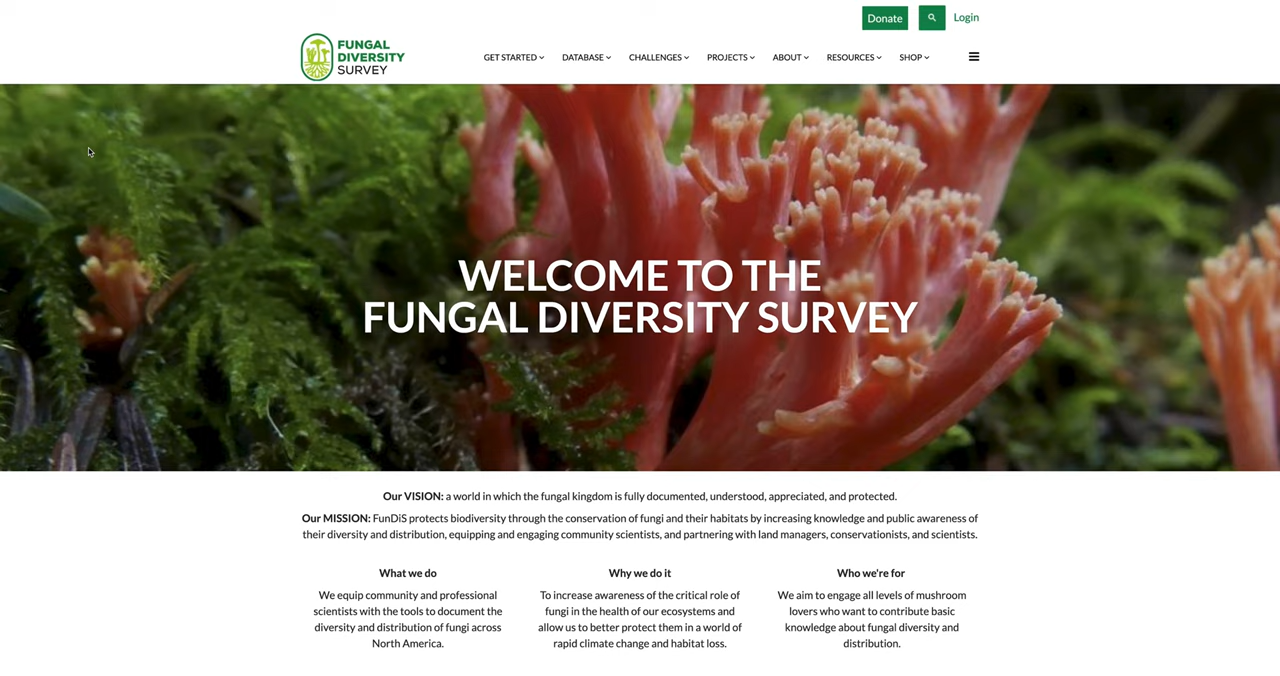 Donate
Login
FUNGAL
DIVERSITY
SURVEY
GET STARTED
DATABASE
CHALLENGES
PROJECTS
ABOUT
RESOURCES
SHOP
WELCOME TO THE
FUNGAL DIVERSITY SURVEY
Our VISION: a world in which the fungal kingdom is fully documented, understood, appreciated, and protected.
Our MISSION: FunDiS protects biodiversity through the conservation of fungi and their habitats by increasing knowledge and public awareness of
their diversity and distribution, equipping and engaging community scientists, and partnering with land managers, conservationists, and scientists.
What we do
We equip community and professional
scientists with the tools to document the
diversity and distribution of fungi across
North America.
Why we do it
To increase awareness of the critical role of
fungi in the health of our ecosystems and
allow us to better protect them in a world of
rapid climate change and habitat loss.
Who we're for
We aim to engage all levels of mushroom
lovers who want to contribute basic
knowledge about fungal diversity and
distribution.